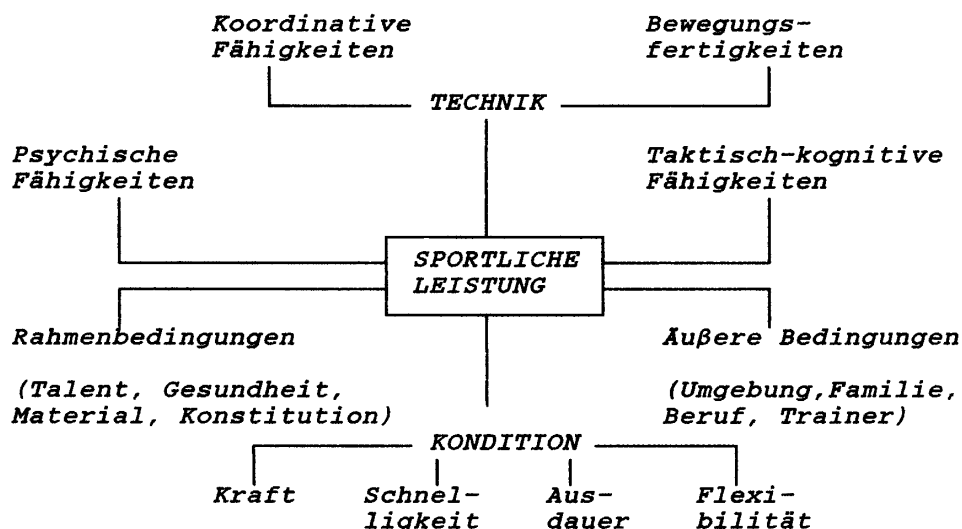 Koordinative
Fähigkeiten
Bewegungs-
fertigkeiten
TECHNIK
Psychische
Fähigkeiten
Taktisch-kognitive
Fähigkeiten
SPORTLICHE
LEISTUNG
Rahmenbedingungen
(Talent, Gesundheit,
Material, Konstitution)
Äußere Bedingungen
(Umgebung,Familie,
Beruf, Trainer)
KONDITION
Kraft
Schnel-
ligkeit
Aus-
dauer
Flexi-
bilität